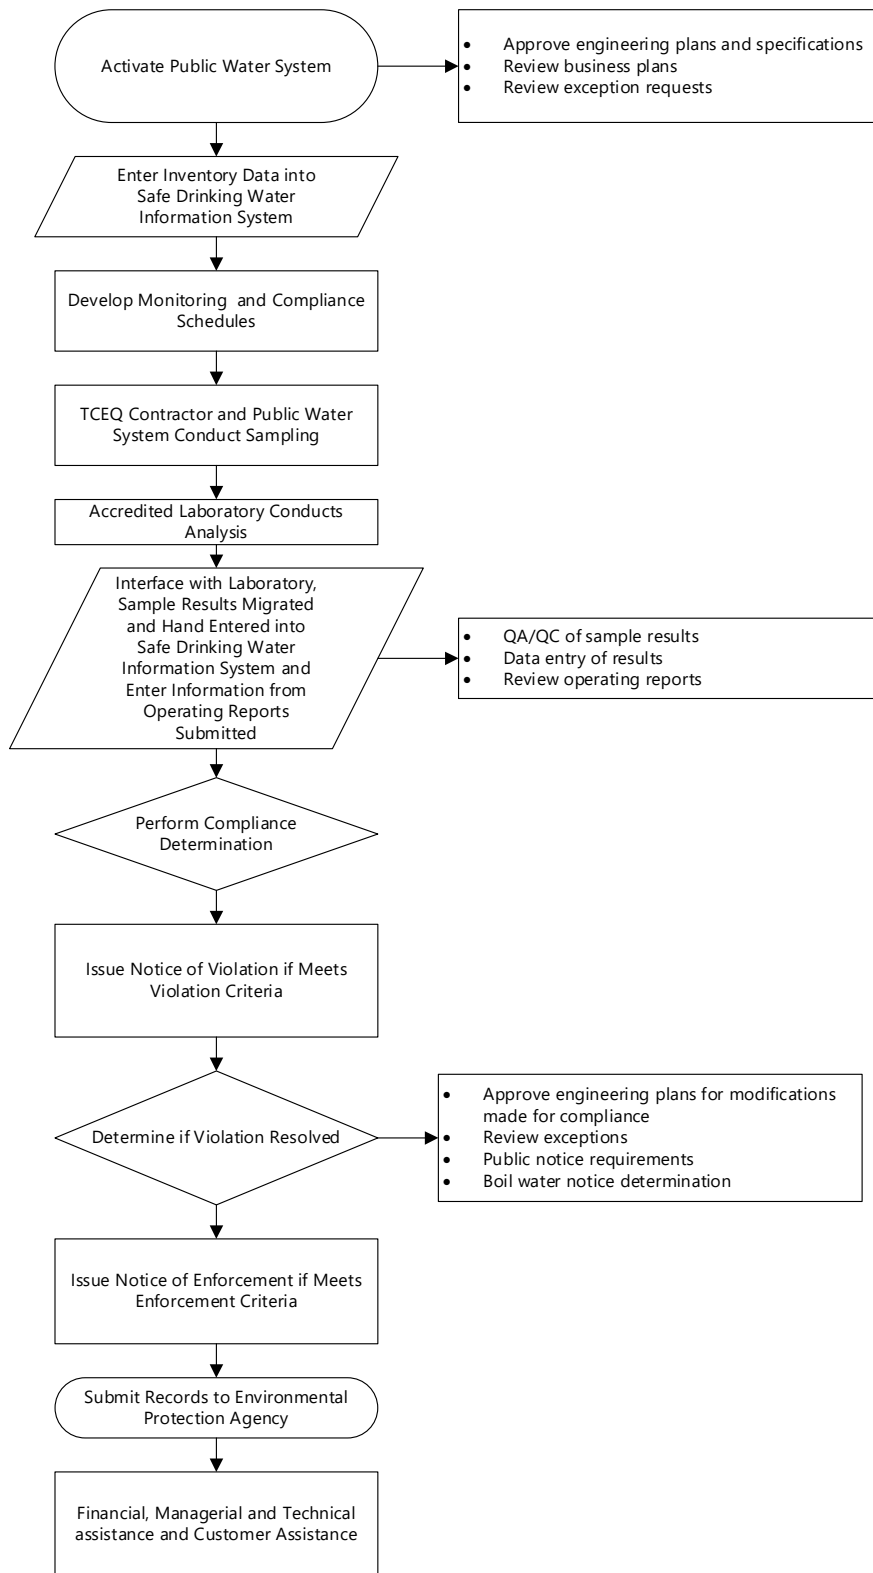 Activate Public Water System
• Approve engineering plans and specifications
• Review business plans
• Review exception requests
Enter Inventory Data into
Safe Drinking Water
Information System
Develop Monitoring and Compliance
Schedules
TCEQ Contractor and Public Water
System Conduct Sampling
Accredited Laboratory Conducts
Analysis
Interface with Laboratory,
Sample Results Migrated
and Hand Entered into
Safe Drinking Water
Information System and
Enter Information from
Operating Reports
Submitted
• QA/QC of sample results
• Data entry of results
• Review operating reports
Perform Compliance
Determination
Issue Notice of Violation if Meets
Violation Criteria
Determine if Violation Resolved
• Approve engineering plans for modifications
made for compliance
• Review exceptions
• Public notice requirements
• Boil water notice determination
Issue Notice of Enforcement if Meets
Enforcement Criteria
Submit Records to Environmental
Protection Agency
Financial, Managerial and Technical
assistance and Customer Assistance